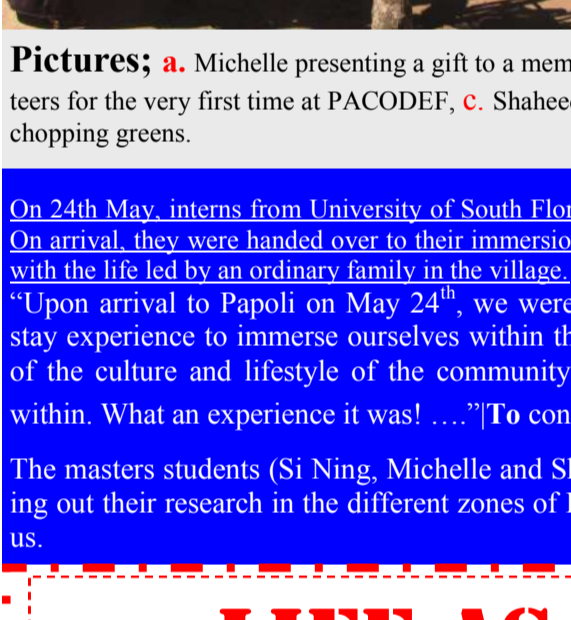 Pictures; a. Michelle presenting a gift to a mem
teers for the very first time at PACODEF, c. Shahee
chopping greens.
On 24th May, interns from University of South Flor
On arrival, they were handed over to their immersio
with the life led by an ordinary family in the village.
“Upon arrival to Papoli on May 24th, we were
stay experience to immerse ourselves within th
of the culture and lifestyle of the community
within. What an experience it was! ….”|To con
The masters students (Si Ning, Michelle and Sh
ing out their research in the different zones of
us.
LIFE AS